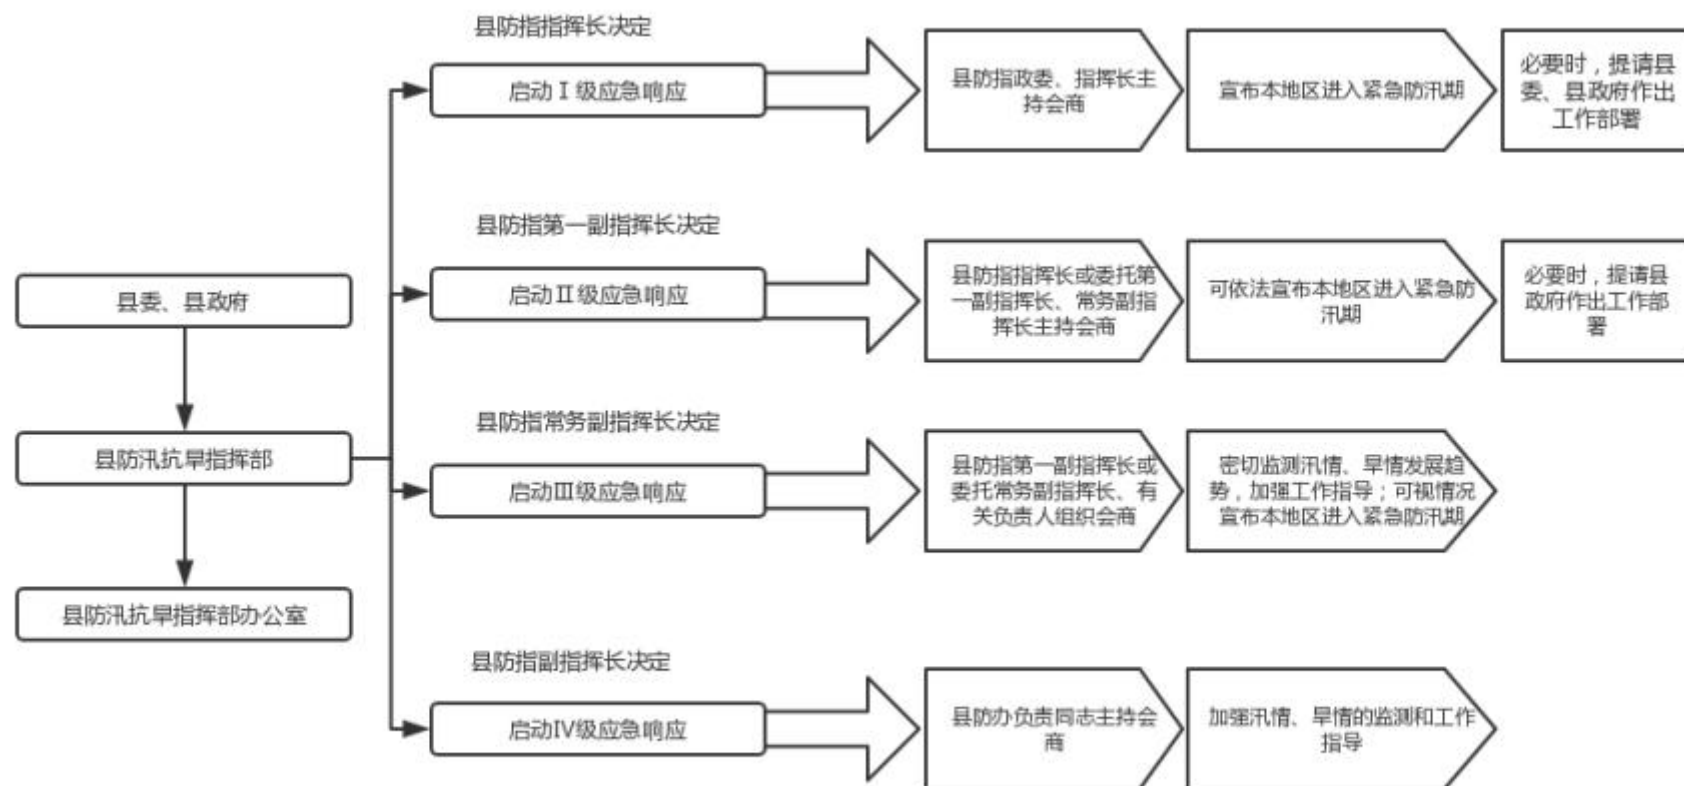 县委、县政府
县防汛抗旱指挥部
县防汛抗旱指挥部办公室
县防指指挥长决定
启动Ⅰ级应急响应
县防指政委、指挥长主
持会商
宣布本地区进入紧急防汛期
必要时，提请县
委、县政府作出
工作部署
县防指第一副指挥长决定
启动Ⅱ级应急响应
县防指指挥长或委托第
一副指挥长、常务副指
挥长主持会商
可依法宣布本地区进入紧急防
汛期
必要时，提请县
政府作出工作部
署
县防指常务副指挥长决定
启动Ⅲ级应急响应
县防指第一副指挥长或
委托常务副指挥长、有
关负责人组织会商
密切监测汛情、旱情发展趋
势，加强工作指导；可视情况
宣布本地区进入紧急防汛期
县防指副指挥长决定
启动Ⅳ级应急响应
县防办负责同志主持会
商
加强汛情、旱情的监测和工作
指导